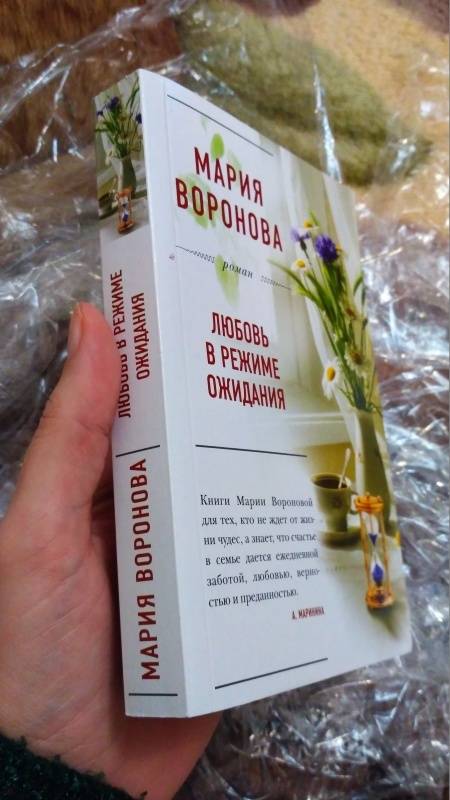 МАРИЯ
ВОРОНОВА
роман
ЛЮБОВЬ
В РЕЖИМЕ
ОЖИДАНИЯ
Книги Марии Вороновой
для тех, кто не ждет от жиз-
ни чудес, а знает, что счастье
в семье дается ежедневной
заботой, любовью, верно-
стью и преданностью.
А. МАРИНИНА
МАРИЯ ВОРОНОВА
ЛЮБОВЬ В РЕЖИМЕ
ОЖИДАНИЯ